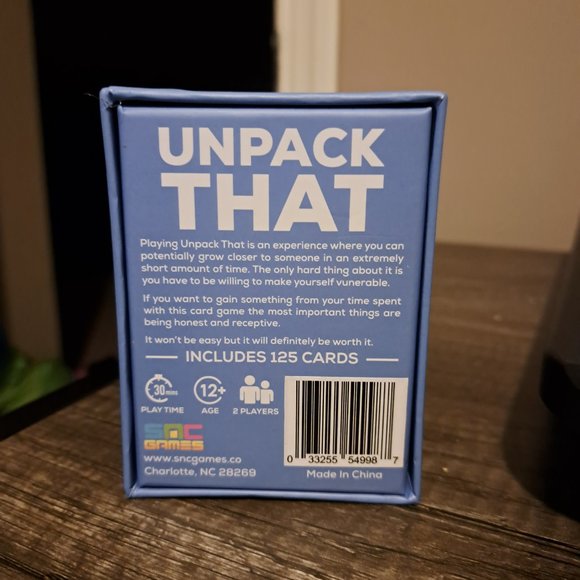 UNPACK
THAT
Playing Unpack That is an experience where you can
potentially grow closer to someone in an extremely
short amount of time. The only hard thing about it is
you have to be willing to make yourself vunerable.
If you want to gain something from your time spent
with this card game the most important things are
being honest and receptive.
It won't be easy but it will definitely be worth it.
INCLUDES 125 CARDS
30 mins
12+
PLAY TIME
AGE
2 PLAYERS
SNC
GAMES
www.sncgames.co
Charlotte, NC 28269
0 33255 54998 7
Made In China